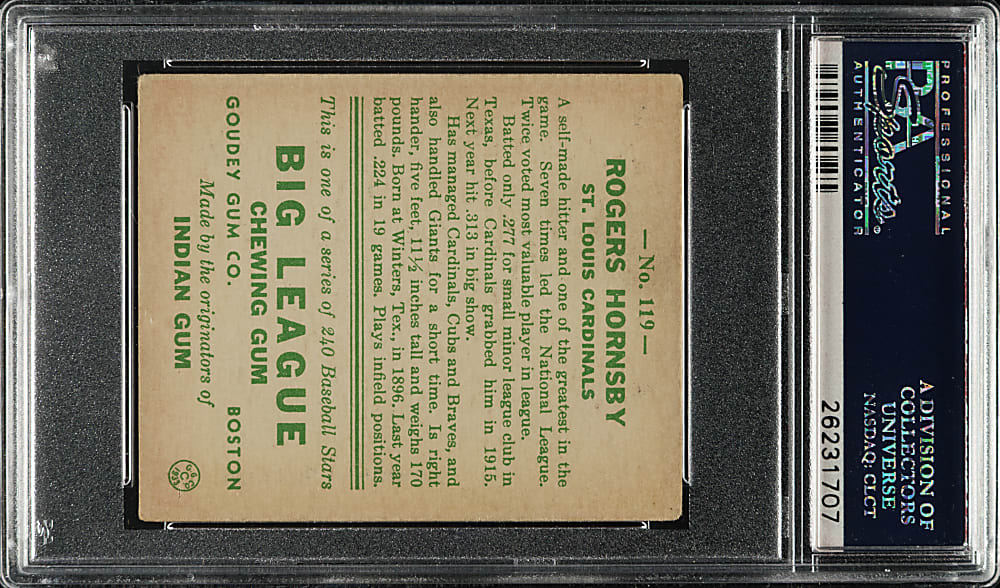 PROFESSIONAL
PSA
Sports®
AUTHENTICATOR
A DIVISION OF
COLLECTORS
UNIVERSE
NASDAQ: CLCT
26231707
— No. 119 —
ROGERS HORNSBY
ST. LOUIS CARDINALS
A self-made hitter and one of the greatest in the
game. Seven times led the National League.
Twice voted most valuable player in league.
Batted only .277 for small minor league club in
Texas, before Cardinals grabbed him in 1915.
Next year hit .313 in big show.
Has managed Cardinals, Cubs and Braves, and
also handled Giants for a short time. Is right
hander, five feet, 11½ inches tall and weighs 170
pounds. Born at Winters, Tex., in 1896. Last year
batted .224 in 19 games. Plays infield positions.
This is one of a series of 240 Baseball Stars
BIG LEAGUE
CHEWING GUM
GOUDEY GUM CO. BOSTON
Made by the originators of
INDIAN GUM